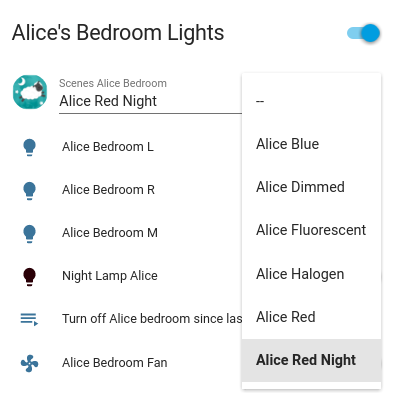 Alice's Bedroom Lights
Scenes Alice Bedroom
Alice Red Night
Alice Bedroom L
Alice Bedroom R
Alice Bedroom M
Night Lamp Alice
Turn off Alice bedroom since las
Alice Bedroom Fan
--
Alice Blue
Alice Dimmed
Alice Fluorescent
Alice Halogen
Alice Red
Alice Red Night